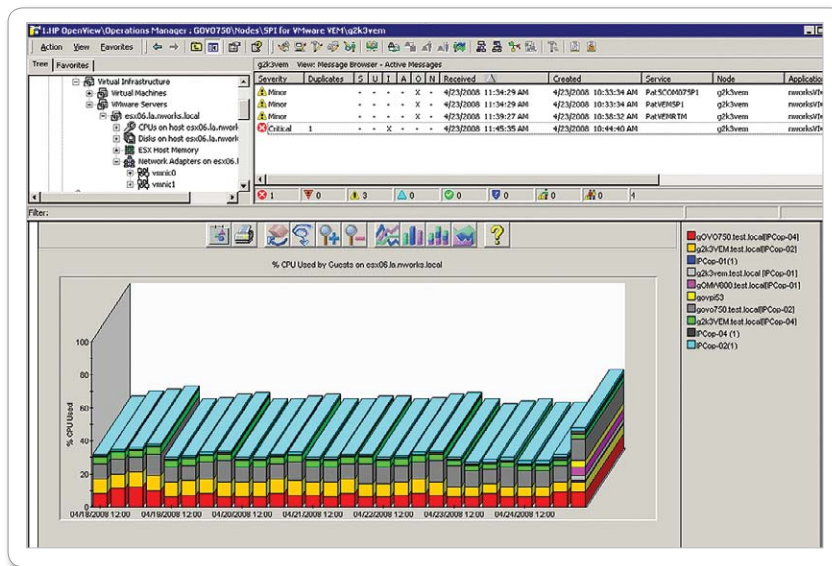 1.HP OpenView\Operations Manager : GOVO750\Nodes\SPI for VMware VEM\g2k3vem
Action View Favorites
Tree Favorites
g2k3vem View: Message Browser - Active Messages
Severity Duplicates S U I A O N Received Created Service Node Application
Virtual Infrastructure
Virtual Machines
VMware Servers
esx06.la.nworks.local
CPUs on host esx06.la.nwork
Disks on host esx06.la.nwork
ESX Host Memory
Network Adapters on esx06.l
vmnic0
vmnic1
Minor - - - - X - 4/23/2008 11:34:29 AM 4/23/2008 10:33:34 AM PatSCOM07SP1 g2k3vem nworksVI
Minor - - - - X - 4/23/2008 11:34:29 AM 4/23/2008 10:33:34 AM PatVEMSP1 g2k3vem nworksVI
Minor - - - - X - 4/23/2008 11:39:27 AM 4/23/2008 10:38:32 AM PatVEMRTM g2k3vem nworksVI
Critical 1 - - X - - - 4/23/2008 11:45:35 AM 4/23/2008 10:44:40 AM g2k3vem nworksVI
1 0 3 0 0 0 0 0 4
Filter:
% CPU Used by Guests on esx06.la.nworks.local
% CPU Used
100
80
60
40
20
0
04/18/2008 12:00 04/19/2008 12:00 04/20/2008 12:00 04/21/2008 12:00 04/22/2008 12:00 04/23/2008 12:00 04/24/2008 12:00
gOVO750.test.local[IPCop-04]
g2k3VEM.test.local[IPCop-02]
IPCop-01(1)
g2k3vem.test.local [IPCop-01]
gOMW800.test.local[IPCop-01]
govpi53
govo750.test.local[IPCop-02]
g2k3VEM.test.local[IPCop-04]
IPCop-04 (1)
IPCop-02(1)